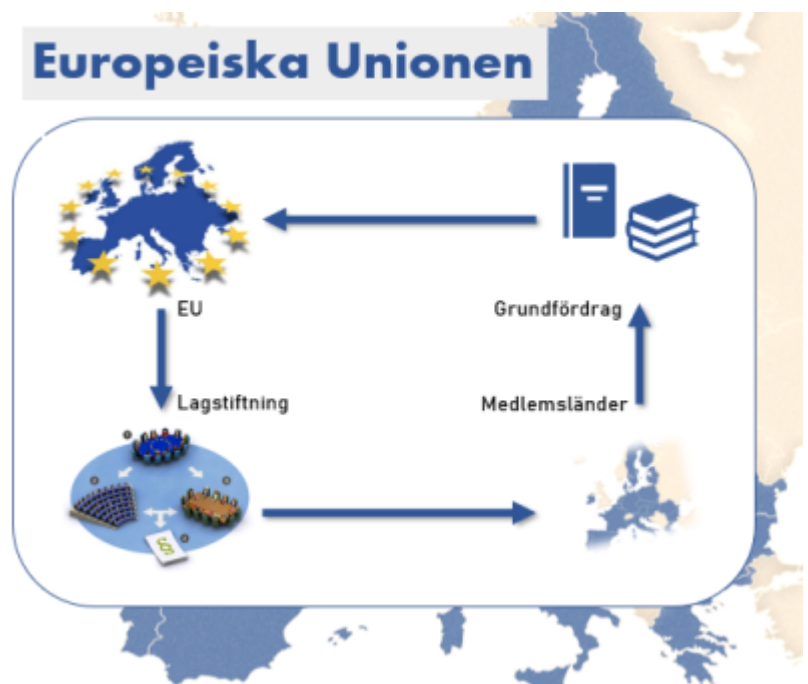 Europeiska Unionen
EU
Grundfördrag
Lagstiftning
Medlemsländer
§